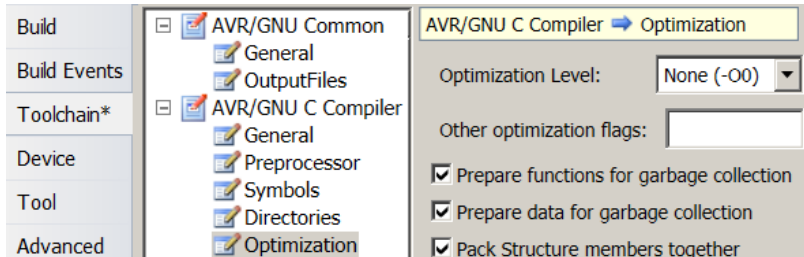 Build
Build Events
Toolchain*
Device
Tool
Advanced
AVR/GNU Common
General
OutputFiles
AVR/GNU C Compiler
General
Preprocessor
Symbols
Directories
Optimization
AVR/GNU C Compiler ➡ Optimization
Optimization Level: None (-O0)
Other optimization flags:
Prepare functions for garbage collection
Prepare data for garbage collection
Pack Structure members together